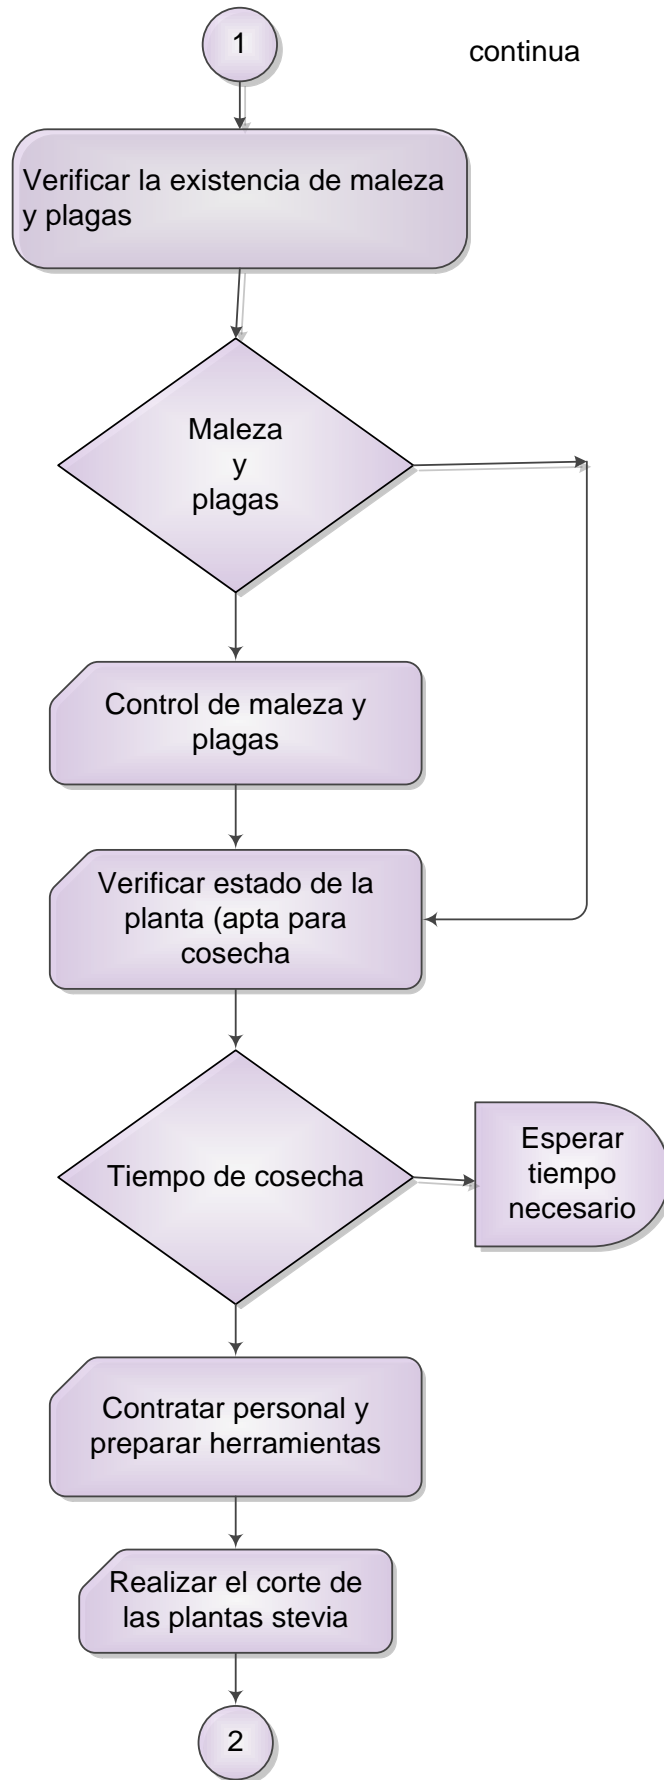 1
continua
Verificar la existencia de maleza
y plagas
Maleza
y
plagas
Control de maleza y
plagas
Verificar estado de la
planta (apta para
cosecha
Tiempo de cosecha
Esperar
tiempo
necesario
Contratar personal y
preparar herramientas
Realizar el corte de
las plantas stevia
2